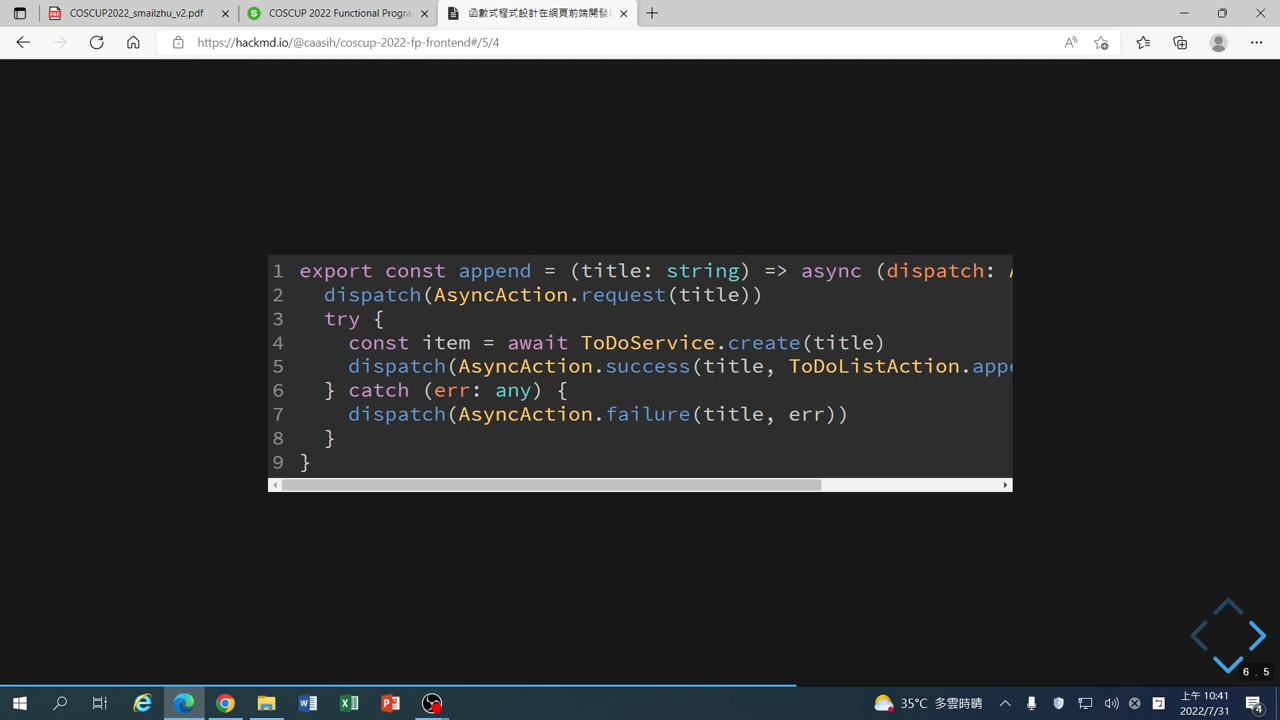 COSCUP2022_smailzhu_v2.pdf
COSCUP 2022 Functional Progra
函數式程式設計在網頁前端開發
https://hackmd.io/@caasih/coscup-2022-fp-frontend#/5/4
1 export const append = (title: string) => async (dispatch: A
2 dispatch(AsyncAction.request(title))
3 try {
4 const item = await ToDoService.create(title)
5 dispatch(AsyncAction.success(title, ToDoListAction.appe
6 } catch (err: any) {
7 dispatch(AsyncAction.failure(title, err))
8 }
9 }
6.5
35°C 多雲時晴
上午 10:41
2022/7/31
4